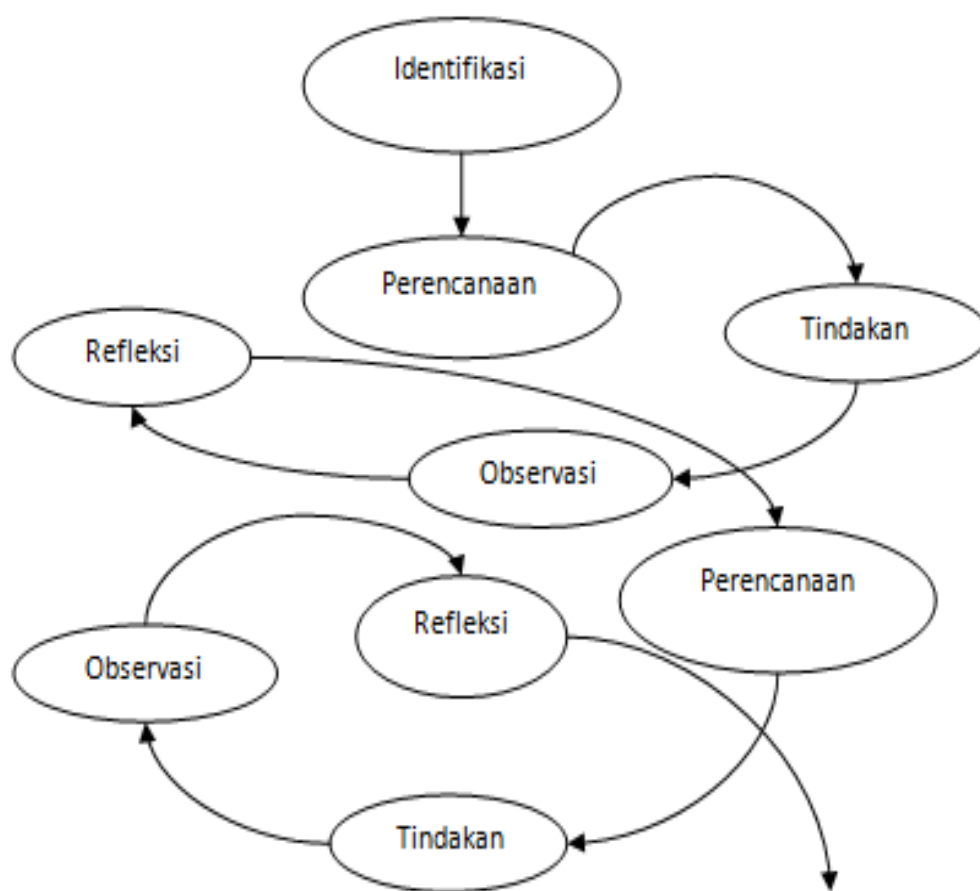 Identifikasi
Perencanaan
Tindakan
Refleksi
Observasi
Perencanaan
Refleksi
Observasi
Tindakan